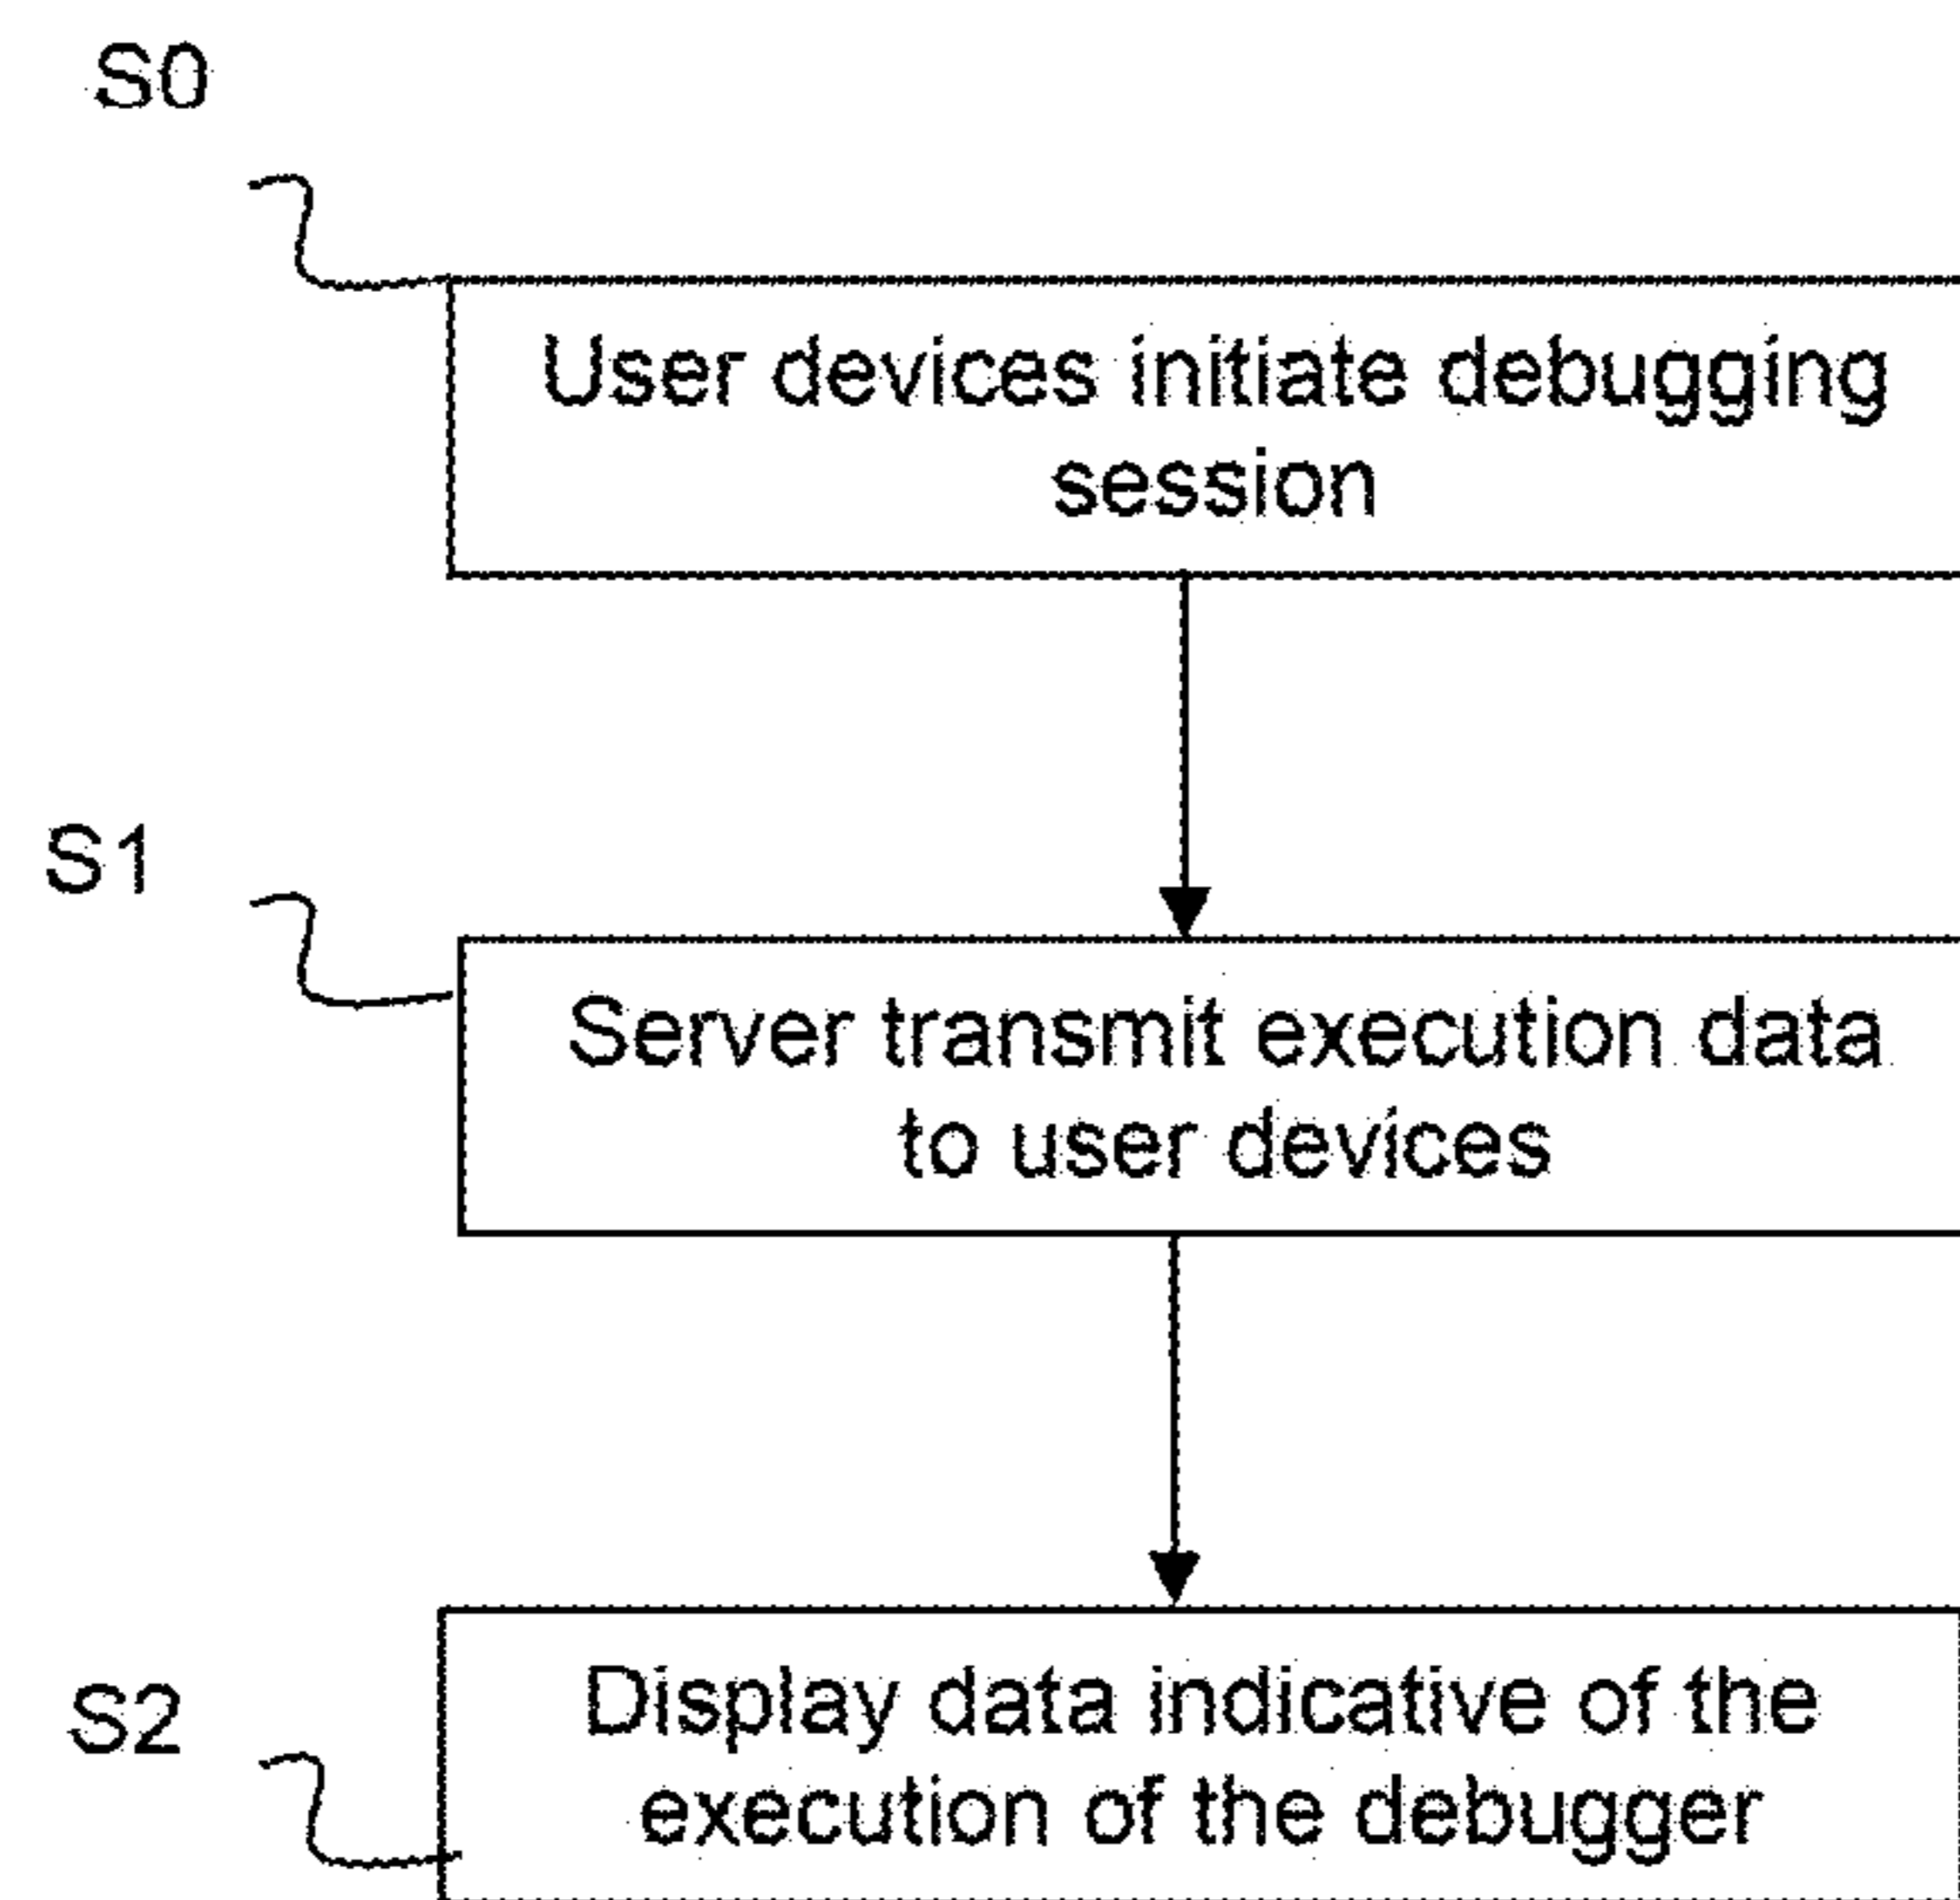 S0
User devices initiate debugging
session
S1
Server transmit execution data
to user devices
S2
Display data indicative of the
execution of the debugger